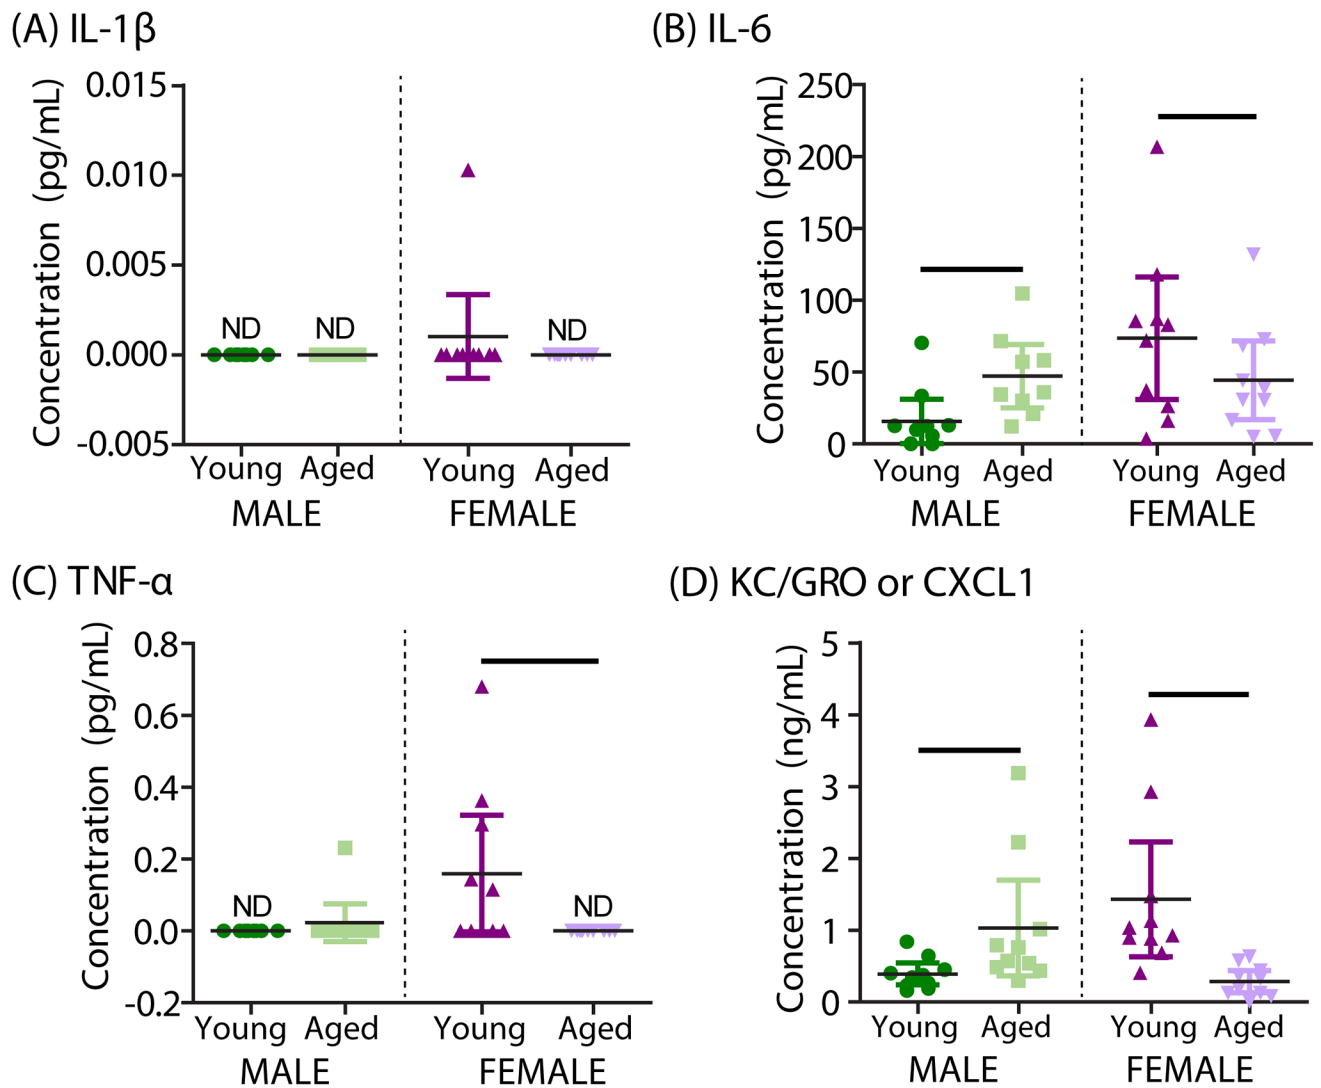 (A) IL-1β
Concentration (pg/mL)
0.015
0.010
0.005
0.000
-0.005
ND
ND
ND
Young Aged Young Aged
MALE FEMALE
(B) IL-6
Concentration (pg/mL)
250
200
150
100
50
0
Young Aged Young Aged
MALE FEMALE
(C) TNF-α
Concentration (pg/mL)
0.8
0.6
0.4
0.2
0.0
-0.2
ND
ND
Young Aged Young Aged
MALE FEMALE
(D) KC/GRO or CXCL1
Concentration (ng/mL)
5
4
3
2
1
0
Young Aged Young Aged
MALE FEMALE